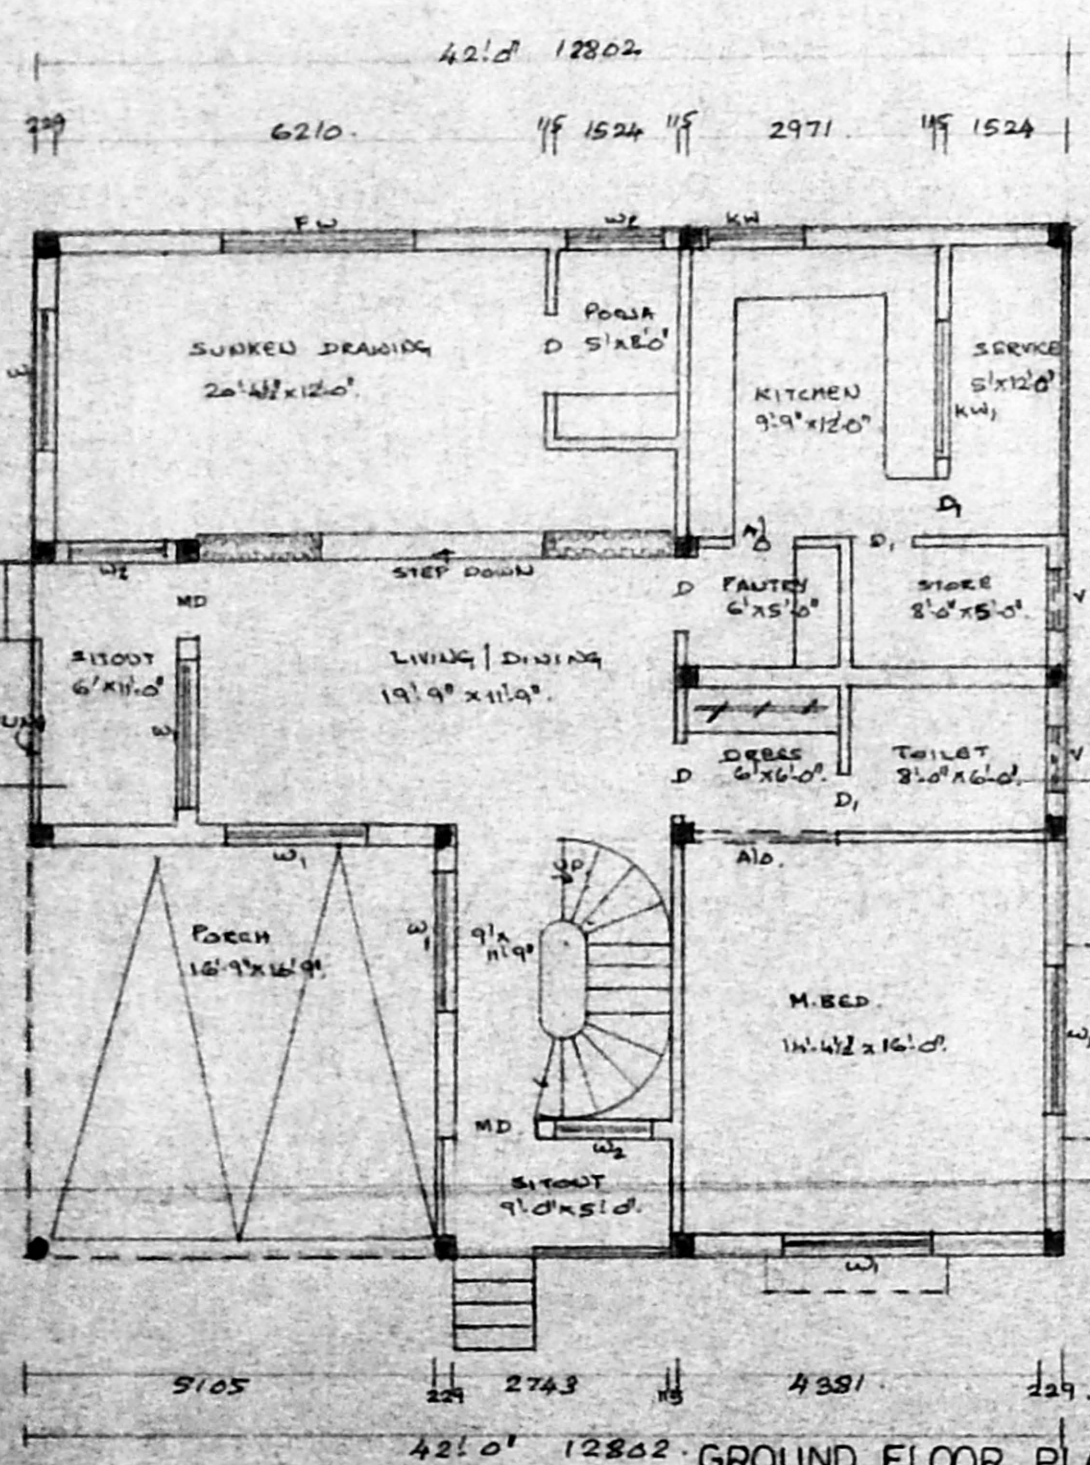 42'.0" 12802
229 6210. 115 1524 115 2971. 115 1524
FW W2 KW
POOJA
D 5'x8'.0"
SUNKEN DRAWING
20'.4½"x12'.0".
W
SERVICE
5'x12'.0"
KITCHEN
9'.9"x12'.0"
KW1
D1
D1
W2
STEP DOWN
MD
D
PANTRY
6'x5'.0"
STORE
8'.0"x5'.0".
V
SITOUT
6'x11'.0"
LIVING | DINING
19'.9" x 11'.9".
W
DRESS
6'x6'.0".
TOILET
8'.0"x6'.0".
V
D
D1
W1
A/D.
UP
PORCH
16'.9"x16'.9".
W1
9'x
11'.9"
M.BED.
14'.4½ x 16'.0".
W1
MD
W2
SITOUT
9'.0"x5'.0".
W1
5105 229 2743 115 4381. 229.
42'.0" 12802. GROUND FLOOR PL